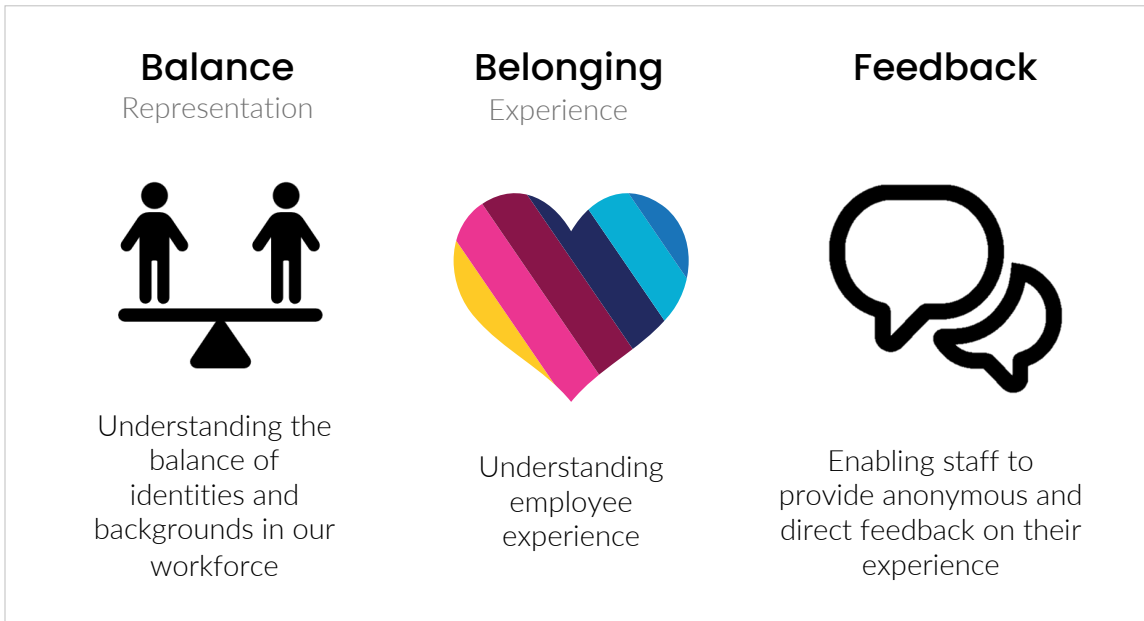 Balance
Representation
Understanding the
balance of
identities and
backgrounds in our
workforce
Belonging
Experience
Understanding
employee
experience
Feedback
Enabling staff to
provide anonymous and
direct feedback on their
experience